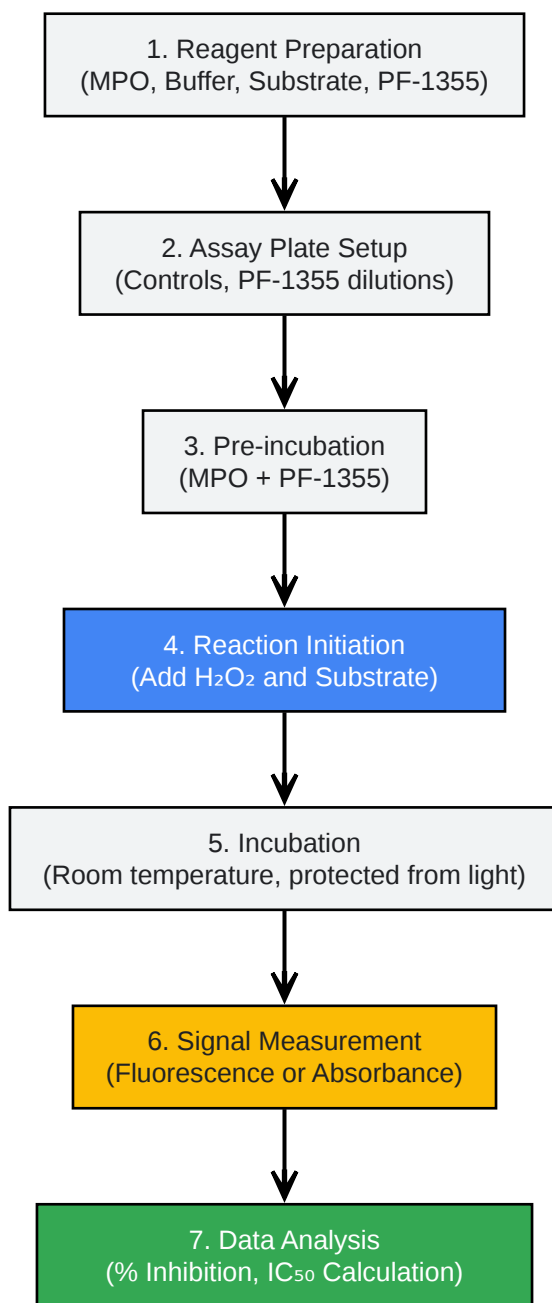 1. Reagent Preparation
(MPO, Buffer, Substrate, PF-1355)
2. Assay Plate Setup
(Controls, PF-1355 dilutions)
3. Pre-incubation
(MPO + PF-1355)
4. Reaction Initiation
(Add H₂O₂ and Substrate)
5. Incubation
(Room temperature, protected from light)
6. Signal Measurement
(Fluorescence or Absorbance)
7. Data Analysis
(% Inhibition, IC₅₀ Calculation)